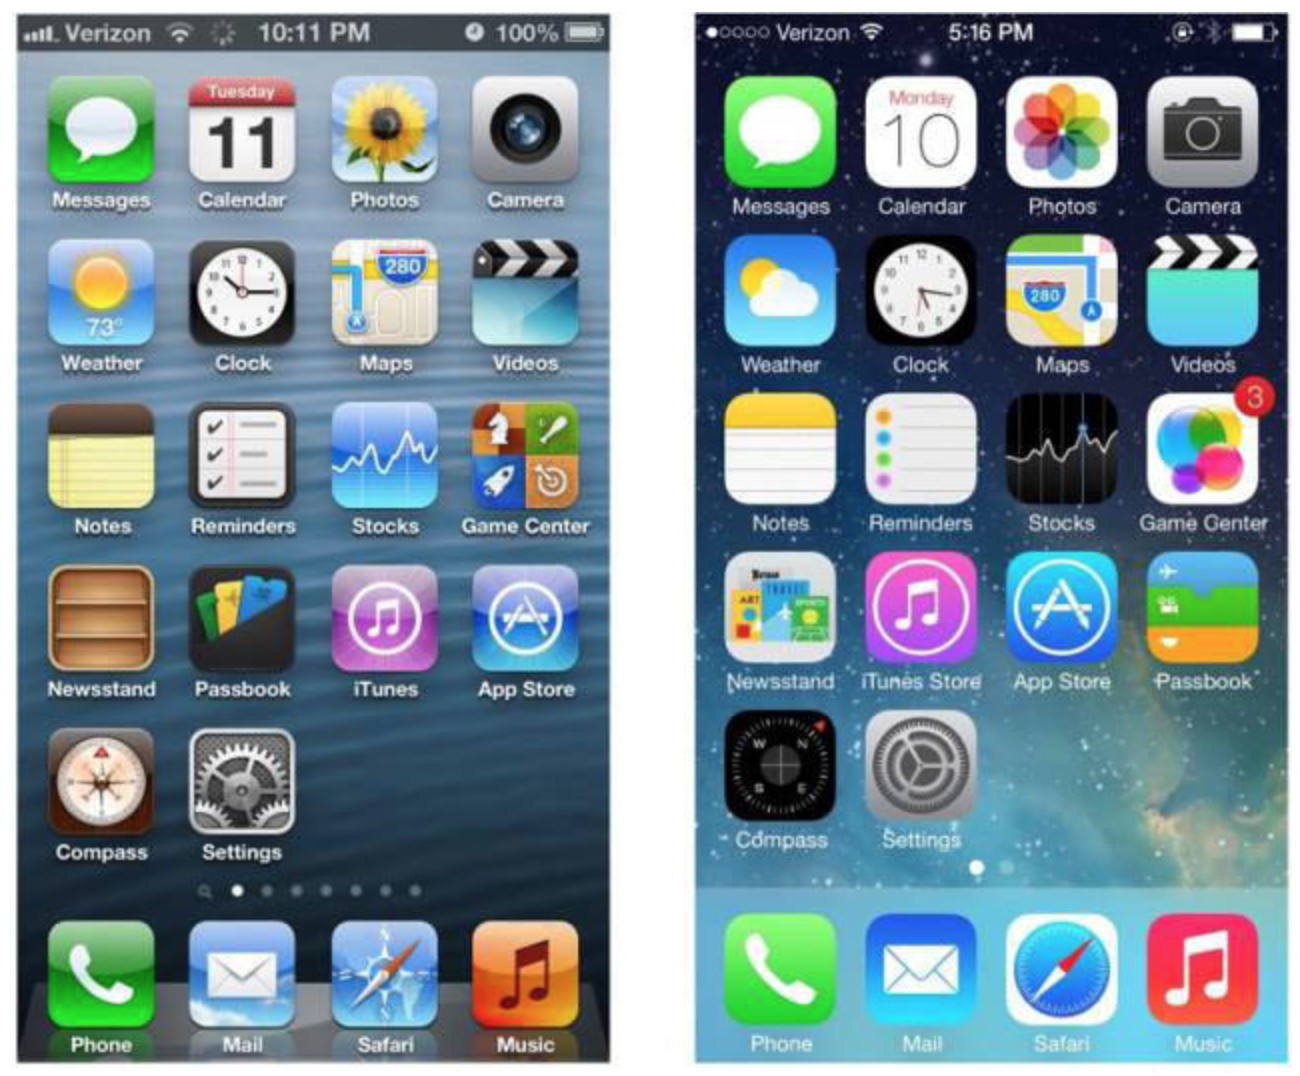 Verizon 10:11 PM 100%
Tuesday
11
Messages Calendar Photos Camera
73°
280
Weather Clock Maps Videos
Notes Reminders Stocks Game Center
Newsstand Passbook iTunes App Store
Compass Settings
Phone Mail Safari Music
Verizon 5:16 PM
Monday
10
Messages Calendar Photos Camera
280
Weather Clock Maps Videos
3
Notes Reminders Stocks Game Center
ART TRAVEL SPORTS
Newsstand iTunes Store App Store Passbook
W N
S E
Compass Settings
Phone Mail Safari Music